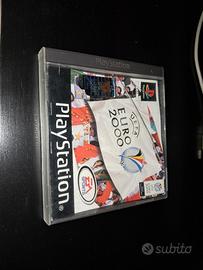 PlayStation
PlayStation
UEFA
EURO
2000
subito